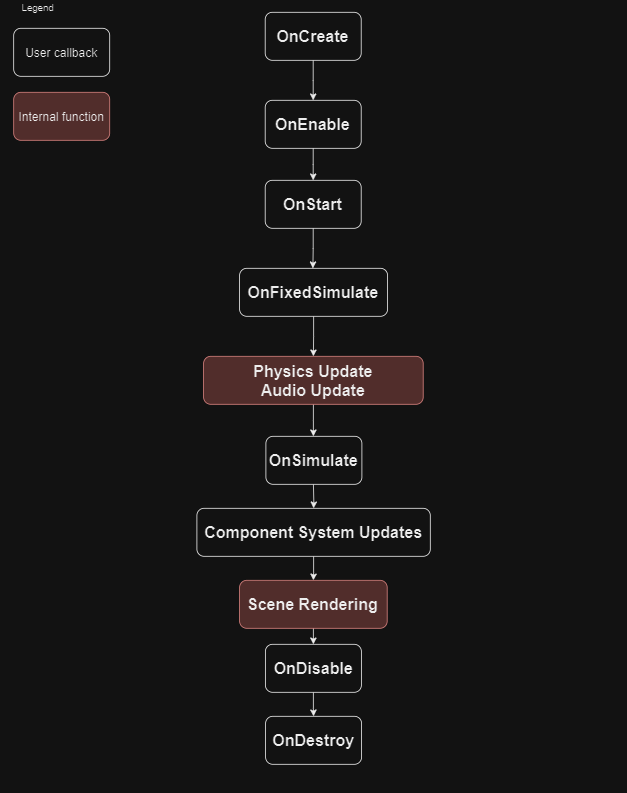 Legend
User callback
Internal function
OnCreate
OnEnable
OnStart
OnFixedSimulate
Physics Update
Audio Update
OnSimulate
Component System Updates
Scene Rendering
OnDisable
OnDestroy